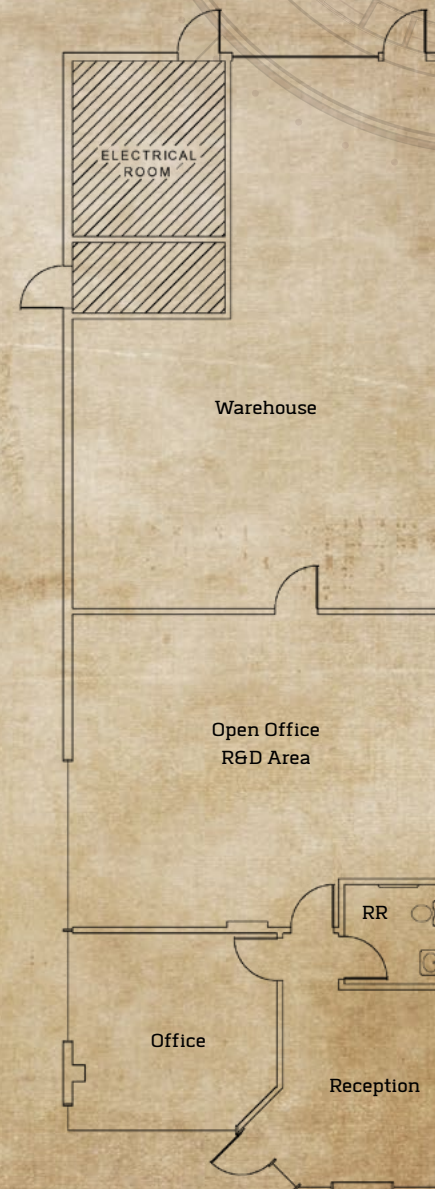 ELECTRICAL
ROOM
Warehouse
Open Office
R&D Area
RR
Office
Reception